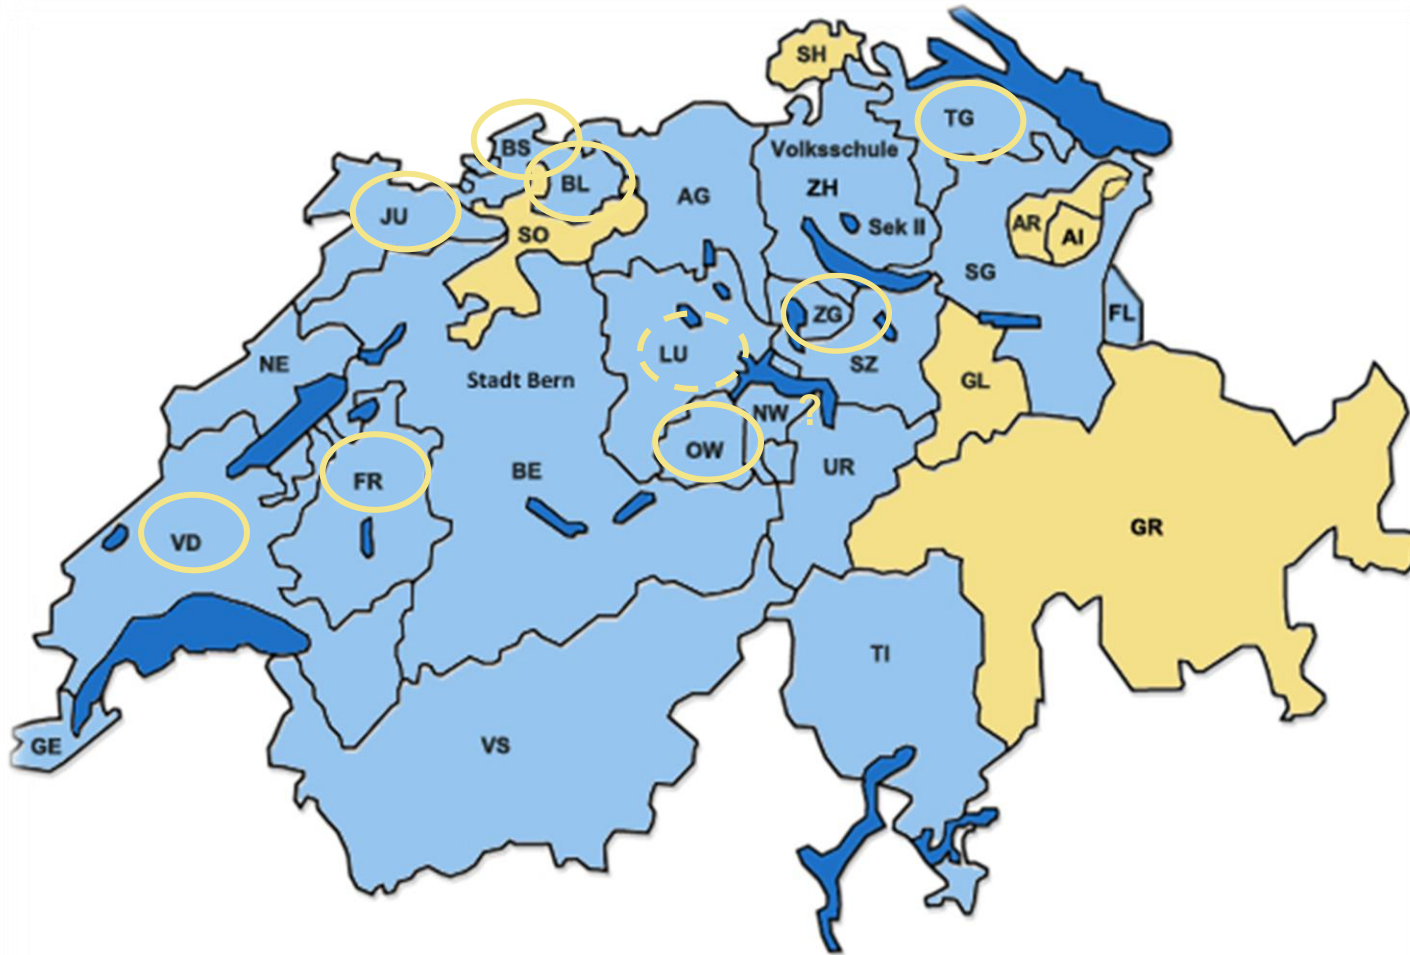 SH
TG
BS
Volksschule
BL
ZH
AG
JU
AR
Sek II
SO
AI
SG
FL
ZG
LU
NE
SZ
Stadt Bern
GL
NW ?
OW
UR
BE
FR
GR
VD
TI
GE
VS